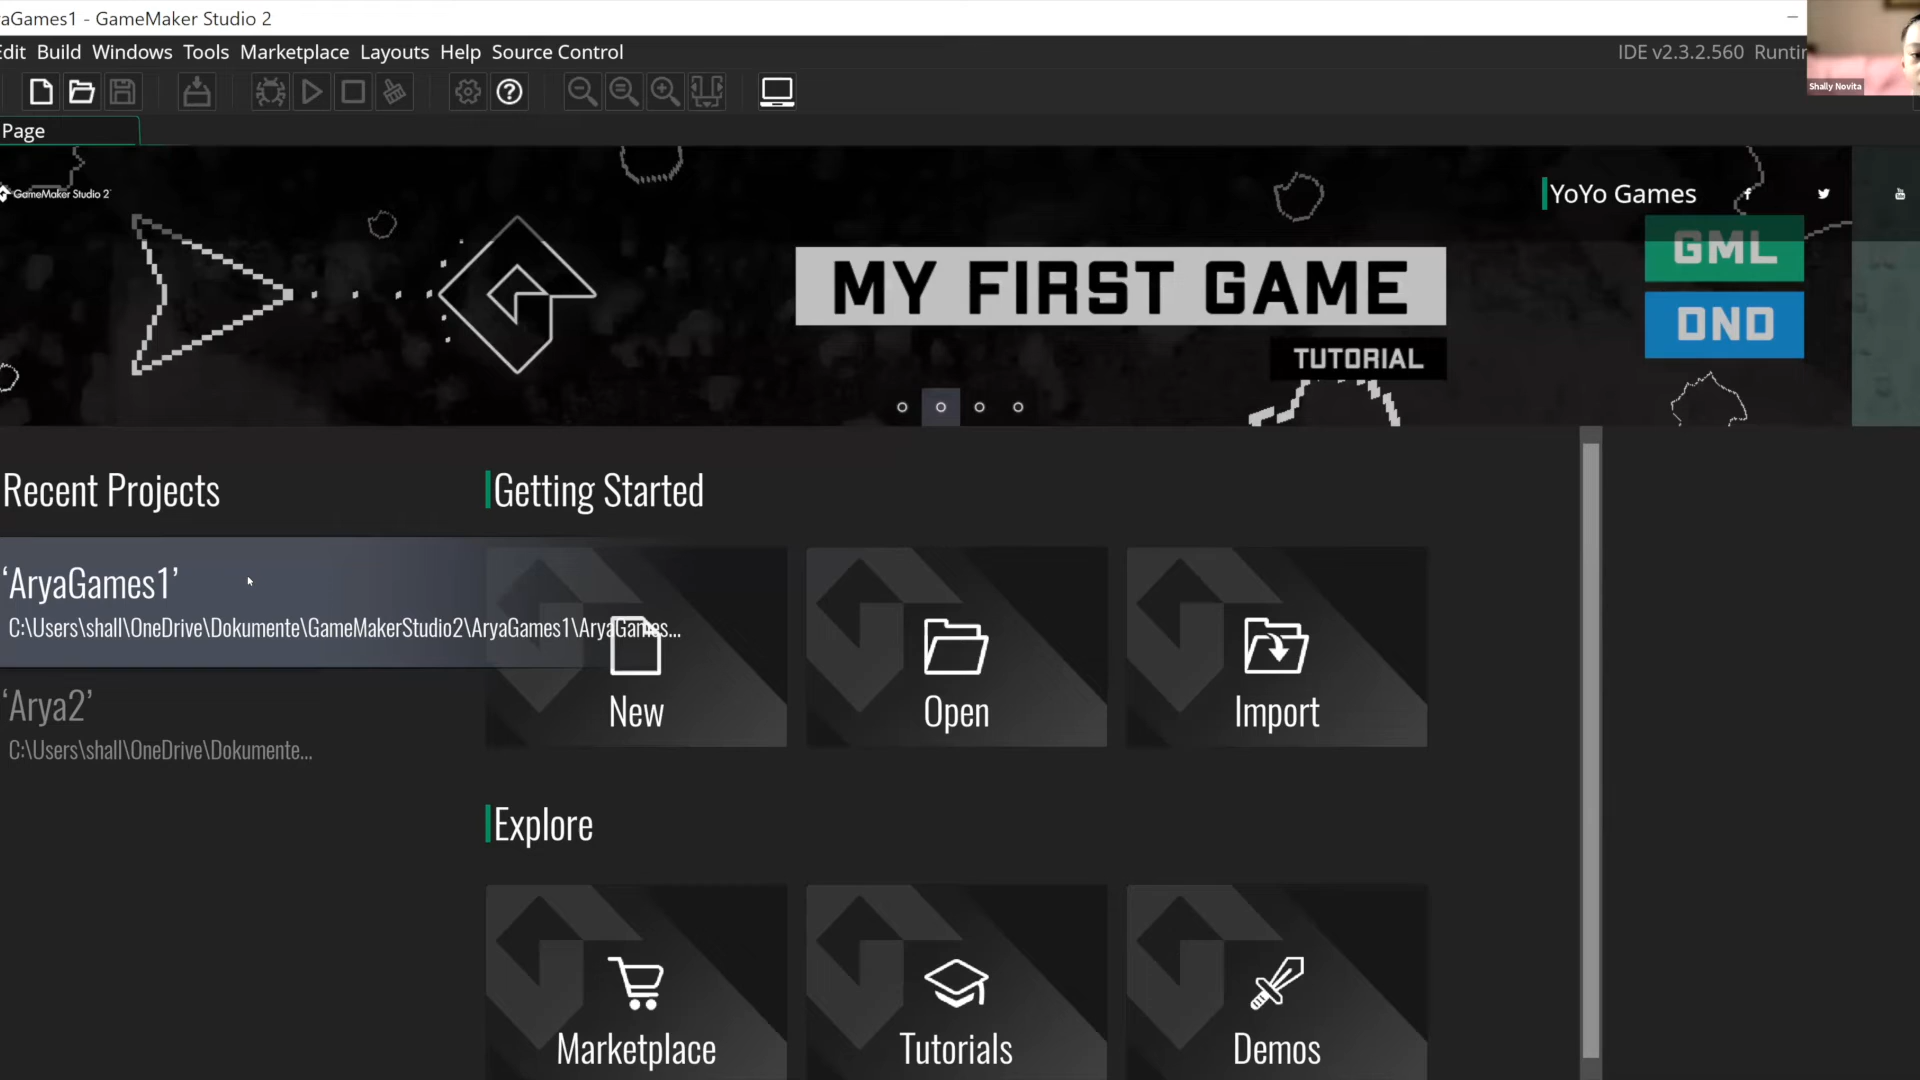 aGames1 - GameMaker Studio 2
Edit Build Windows Tools Marketplace Layouts Help Source Control
IDE v2.3.2.560 Runtin
Shally Novita
Page
GameMaker Studio 2
YoYo Games
MY FIRST GAME
TUTORIAL
GML
DND
Recent Projects
Getting Started
‘AryaGames1’
C:\Users\shall\OneDrive\Dokumente\GameMakerStudio2\AryaGames1\AryaGames...
New
Open
Import
‘Arya2’
C:\Users\shall\OneDrive\Dokumente...
Explore
Marketplace
Tutorials
Demos